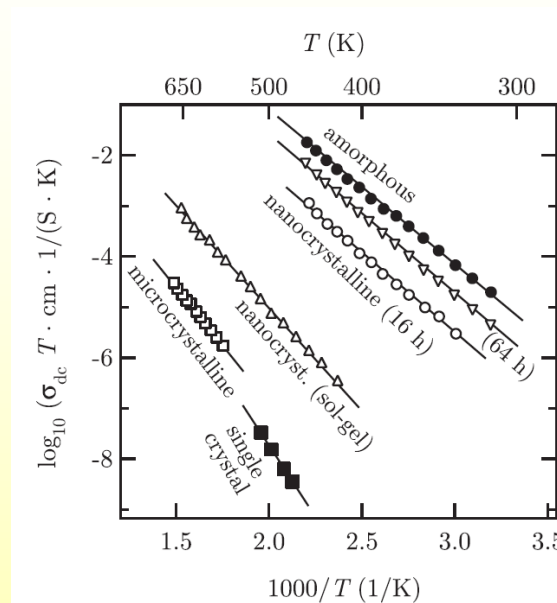 T (K)
650 500 400 300
amorphous
nanocrystalline (16 h)
(64 h)
nanocryst. (sol-gel)
microcrystalline
single
crystal
-2
-4
-6
-8
log₁₀ (σdc T · cm · 1/(S · K)
1.5 2.0 2.5 3.0 3.5
1000/T (1/K)